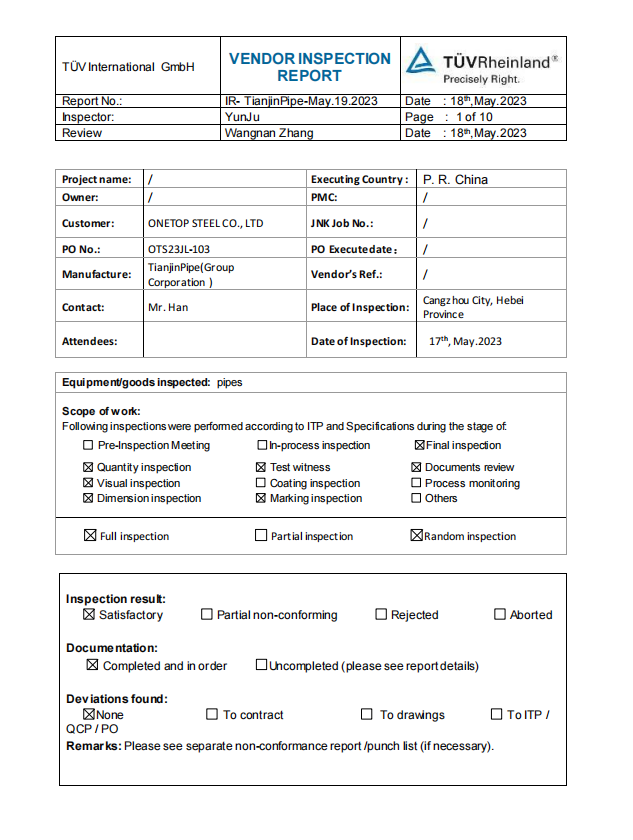 TÜV International GmbH
VENDOR INSPECTION
REPORT
TÜVRheinland®
Precisely Right.
Report No.: IR- TianjinPipe-May.19.2023 Date : 18th,May.2023
Inspector: YunJu Page : 1 of 10
Review Wangnan Zhang Date : 18th,May.2023
Project name: / Executing Country : P. R. China
Owner: / PMC: /
Customer: ONETOP STEEL CO., LTD JNK Job No.: /
PO No.: OTS23JL-103 PO Executedate： /
Manufacture: TianjinPipe(Group
Corporation ) Vendor's Ref.: /
Contact: Mr. Han Place of Inspection: Cangzhou City, Hebei
Province
Attendees: Date of Inspection: 17th, May.2023
Equipment/goods inspected: pipes
Scope of work:
Following inspections were performed according to ITP and Specifications during the stage of:
☐ Pre-Inspection Meeting ☐In-process inspection ☒Final inspection
☒ Quantity inspection ☒ Test witness ☒ Documents review
☒ Visual inspection ☐ Coating inspection ☐ Process monitoring
☒ Dimension inspection ☒ Marking inspection ☐ Others
☒ Full inspection ☐ Partial inspection ☒Random inspection
Inspection result:
☒ Satisfactory ☐ Partial non-conforming ☐ Rejected ☐ Aborted
Documentation:
☒ Completed and in order ☐Uncompleted (please see report details)
Deviations found:
☒None ☐ To contract ☐ To drawings ☐ To ITP /
QCP / PO
Remarks: Please see separate non-conformance report /punch list (if necessary).